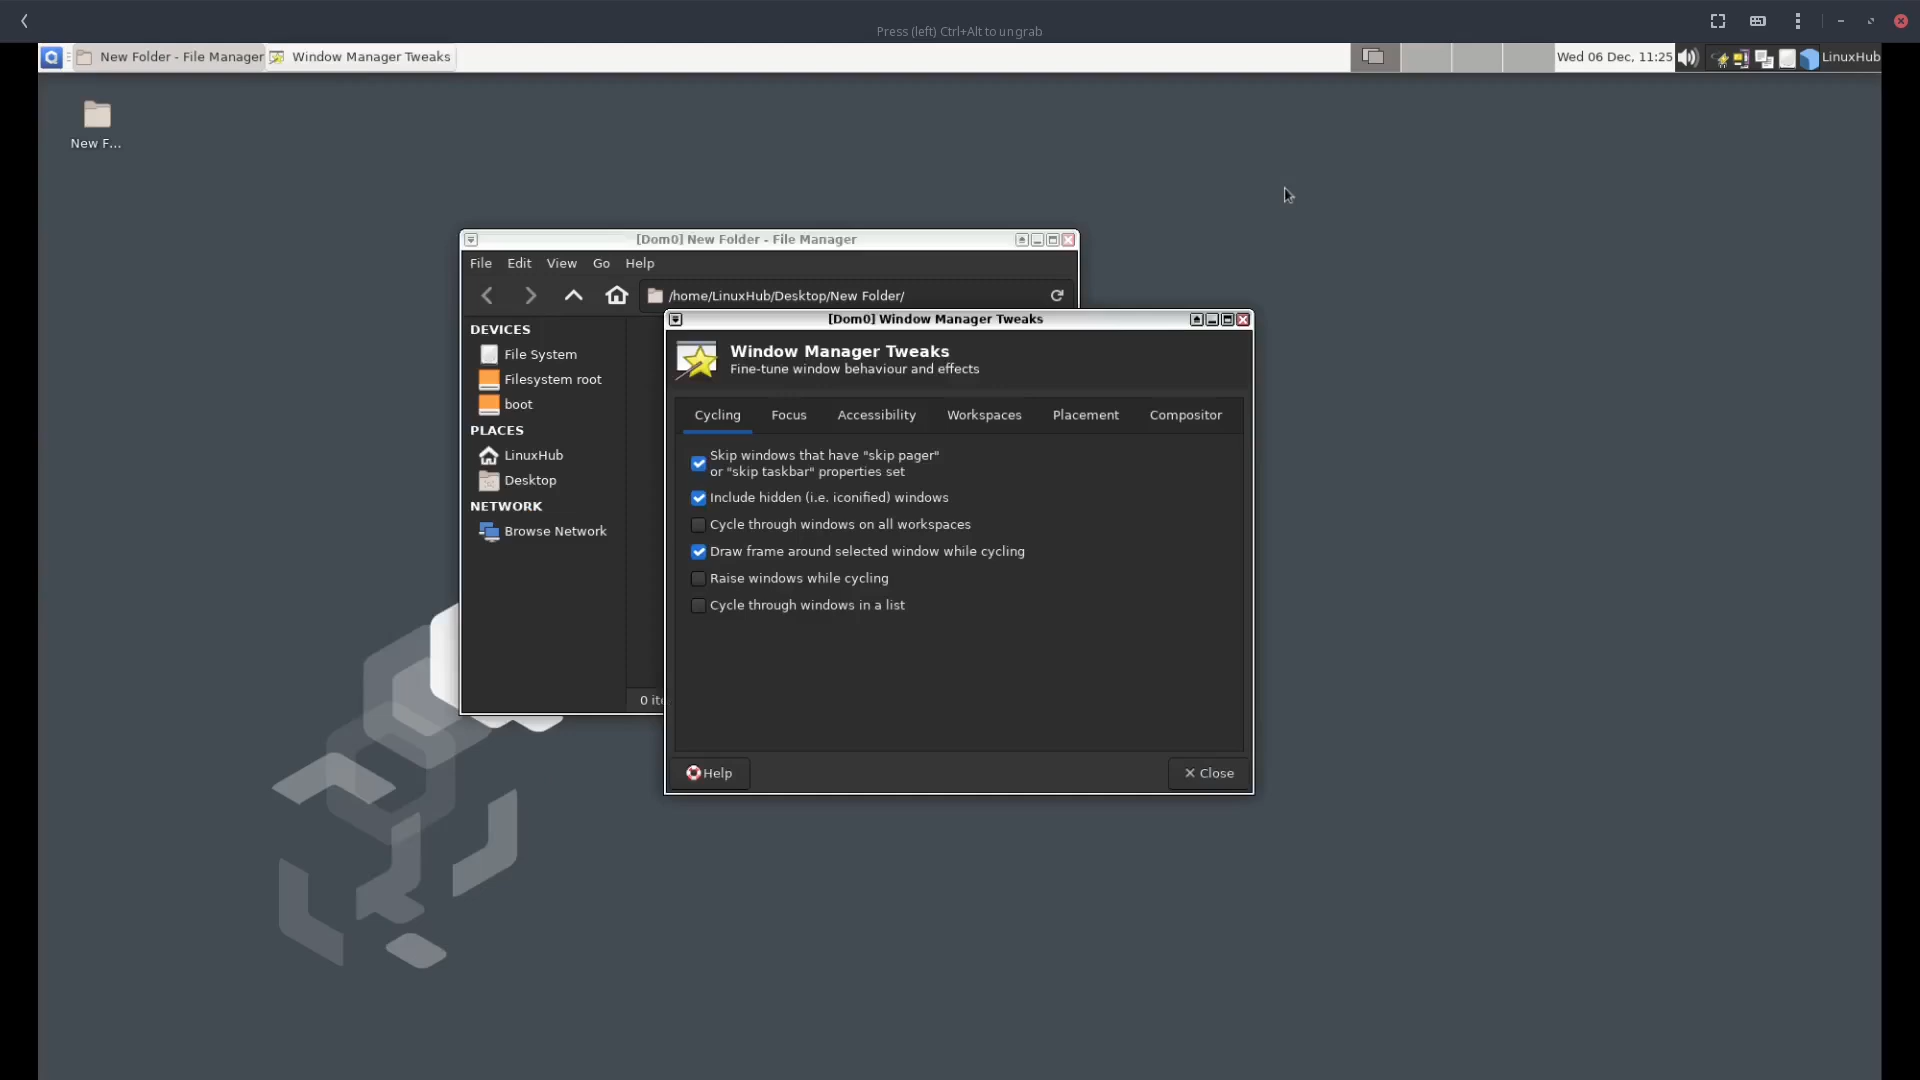 Press (left) Ctrl+Alt to ungrab
New Folder - File Manager
Window Manager Tweaks
Wed 06 Dec, 11:25
LinuxHub
New F...
[Dom0] New Folder - File Manager
File Edit View Go Help
/home/LinuxHub/Desktop/New Folder/
DEVICES
File System
Filesystem root
boot
PLACES
LinuxHub
Desktop
NETWORK
Browse Network
0 ite
[Dom0] Window Manager Tweaks
Window Manager Tweaks
Fine-tune window behaviour and effects
Cycling Focus Accessibility Workspaces Placement Compositor
Skip windows that have "skip pager"
or "skip taskbar" properties set
Include hidden (i.e. iconified) windows
Cycle through windows on all workspaces
Draw frame around selected window while cycling
Raise windows while cycling
Cycle through windows in a list
Help
Close